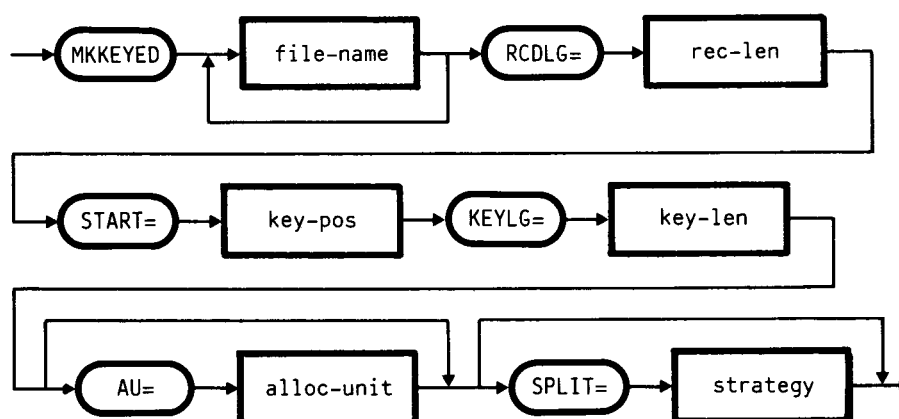 MKKEYED file-name RCDLG= rec-len
START= key-pos KEYLG= key-len
AU= alloc-unit SPLIT= strategy